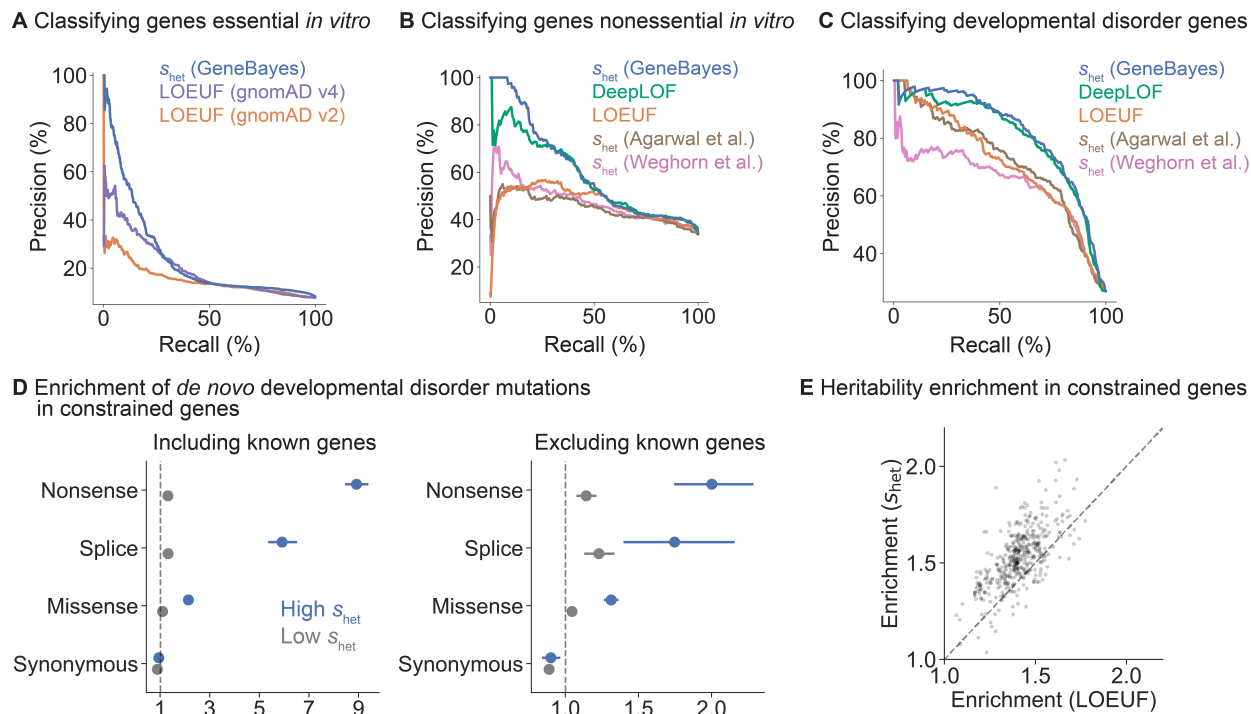 A Classifying genes essential in vitro
100
80
60
40
20
0
50
100
Precision (%)
Recall (%)
shet (GeneBayes)
LOEUF (gnomAD v4)
LOEUF (gnomAD v2)
B Classifying genes nonessential in vitro
100
80
60
40
20
0
50
100
Precision (%)
Recall (%)
shet (GeneBayes)
DeepLOF
LOEUF
shet (Agarwal et al.)
shet (Weghorn et al.)
C Classifying developmental disorder genes
100
80
60
40
0
50
100
Precision (%)
Recall (%)
shet (GeneBayes)
DeepLOF
LOEUF
shet (Agarwal et al.)
shet (Weghorn et al.)
D Enrichment of de novo developmental disorder mutations
in constrained genes
Including known genes
Nonsense
Splice
Missense
Synonymous
High shet
Low shet
1
3
5
7
9
Excluding known genes
Nonsense
Splice
Missense
Synonymous
1.0
2.0
E Heritability enrichment in constrained genes
Enrichment (shet)
2.0
1.5
1.0
1.0
1.5
2.0
Enrichment (LOEUF)